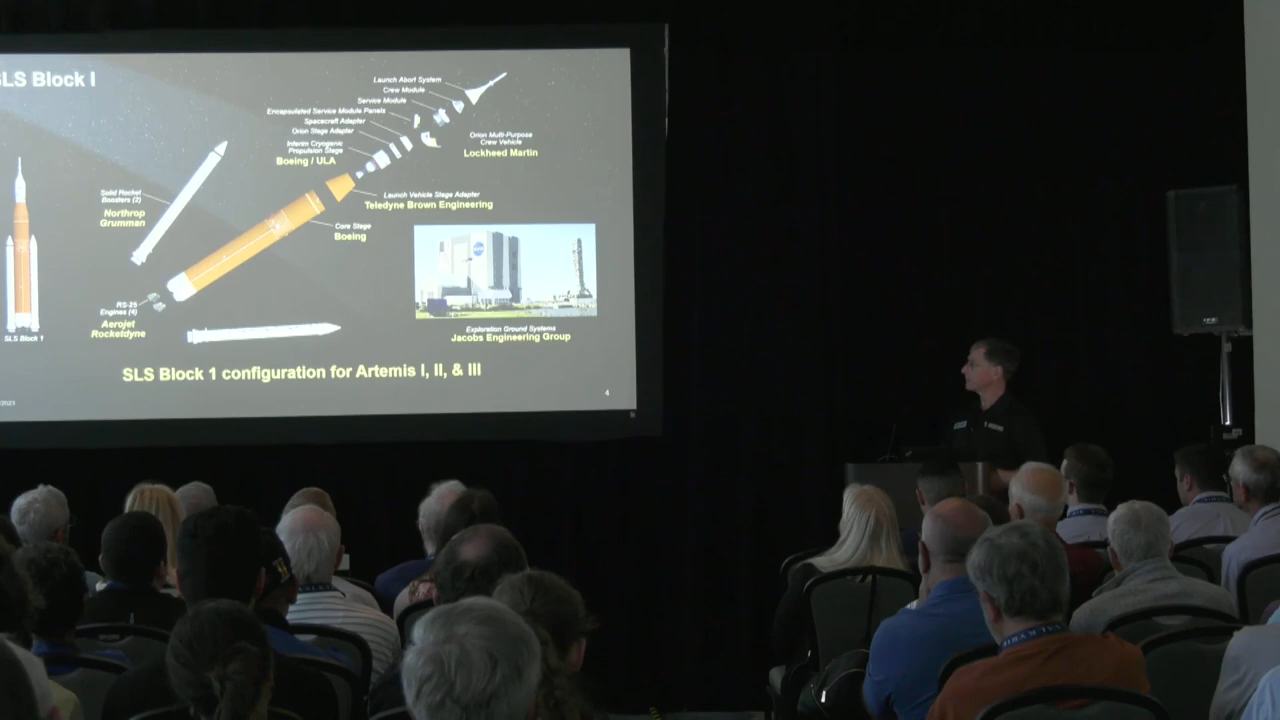 SLS Block I
Launch Abort System
Crew Module
Service Module
Encapsulated Service Module Panels
Spacecraft Adapter
Orion Stage Adapter
Interim Cryogenic
Propulsion Stage
Boeing / ULA
Orion Multi-Purpose
Crew Vehicle
Lockheed Martin
Solid Rocket
Boosters (2)
Northrop
Grumman
Launch Vehicle Stage Adapter
Teledyne Brown Engineering
Core Stage
Boeing
NASA
RS-25
Engines (4)
Aerojet
Rocketdyne
SLS Block 1
Exploration Ground Systems
Jacobs Engineering Group
SLS Block 1 configuration for Artemis I, II, & III
/2021
4